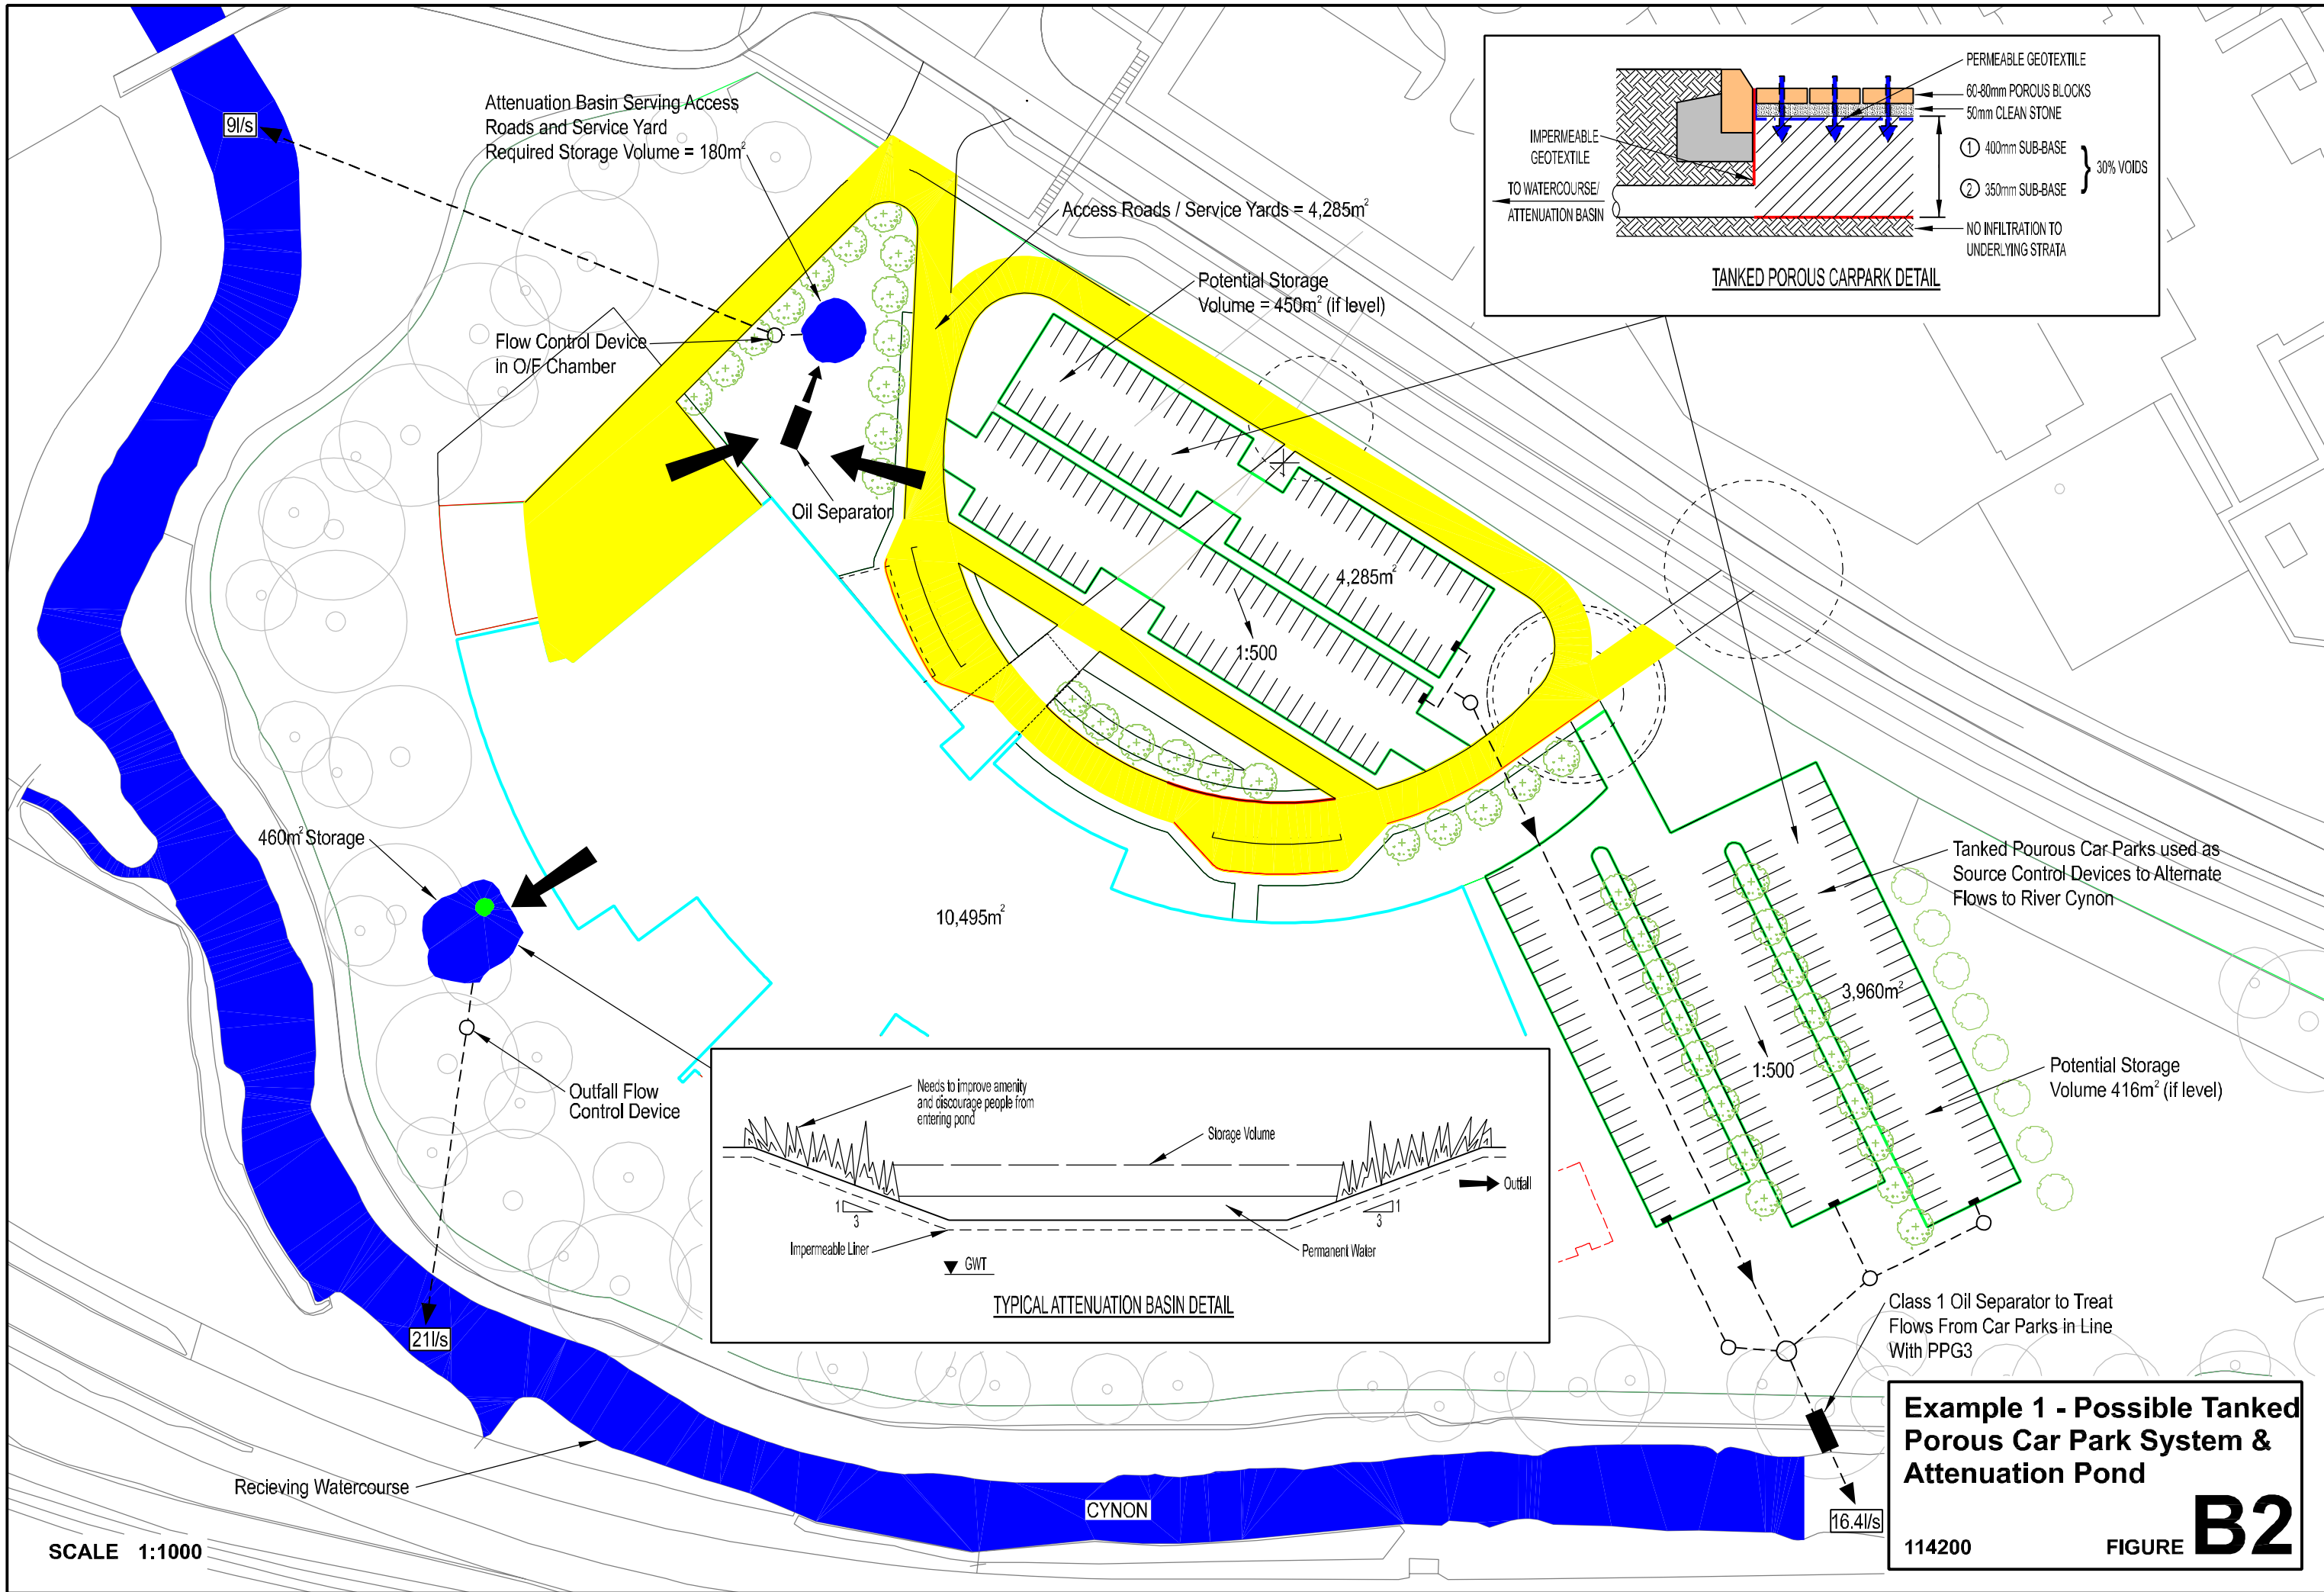 9l/s
Attenuation Basin Serving Access
Roads and Service Yard
Required Storage Volume = 180m²
Access Roads / Service Yards = 4,285m²
Potential Storage
Volume = 450m² (if level)
Flow Control Device
in O/F Chamber
Oil Separator
4,285m²
1:500
PERMEABLE GEOTEXTILE
60-80mm POROUS BLOCKS
50mm CLEAN STONE
IMPERMEABLE
GEOTEXTILE
1 400mm SUB-BASE
2 350mm SUB-BASE
30% VOIDS
TO WATERCOURSE/
ATTENUATION BASIN
NO INFILTRATION TO
UNDERLYING STRATA
TANKED POROUS CARPARK DETAIL
460m² Storage
10,495m²
Tanked Pourous Car Parks used as
Source Control Devices to Alternate
Flows to River Cynon
3,960m²
1:500
Potential Storage
Volume 416m² (if level)
Outfall Flow
Control Device
21l/s
Needs to improve amenity
and discourage people from
entering pond
Storage Volume
Outfall
1
3
1
3
Impermeable Liner
Permanent Water
GWT
TYPICAL ATTENUATION BASIN DETAIL
Class 1 Oil Separator to Treat
Flows From Car Parks in Line
With PPG3
Recieving Watercourse
CYNON
16.4l/s
SCALE 1:1000
Example 1 - Possible Tanked
Porous Car Park System &
Attenuation Pond
114200 FIGURE B2